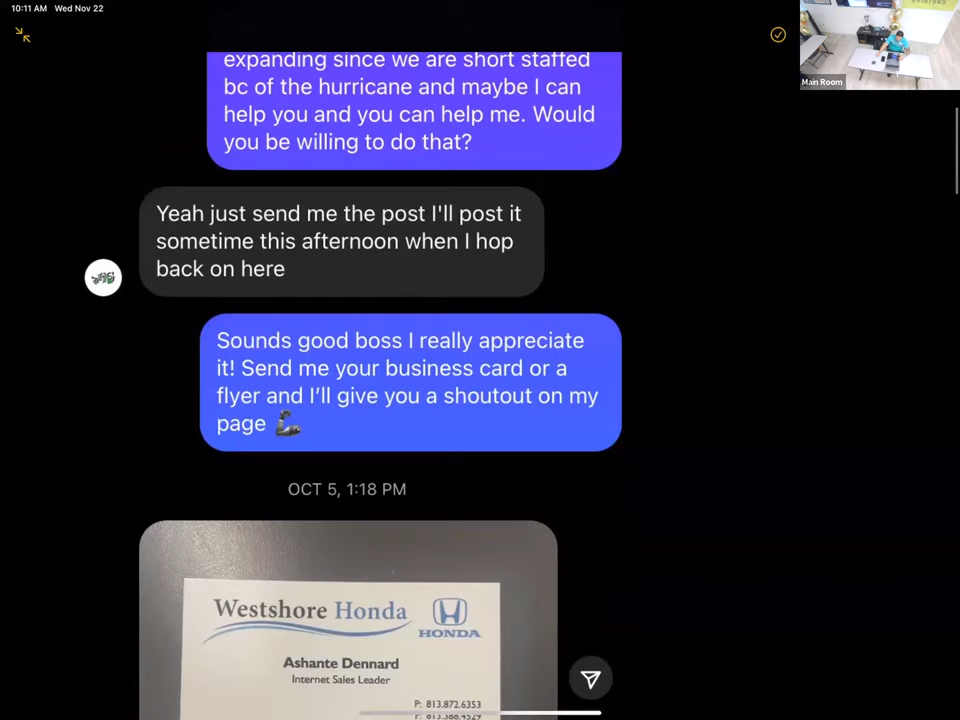 10:11 AM Wed Nov 22
Main Room
expanding since we are short staffed
bc of the hurricane and maybe I can
help you and you can help me. Would
you be willing to do that?
Yeah just send me the post I'll post it
sometime this afternoon when I hop
back on here
Sounds good boss I really appreciate
it! Send me your business card or a
flyer and I’ll give you a shoutout on my
page 🦾
OCT 5, 1:18 PM
Westshore Honda
HONDA
Ashante Dennard
Internet Sales Leader
P: 813.872.6353